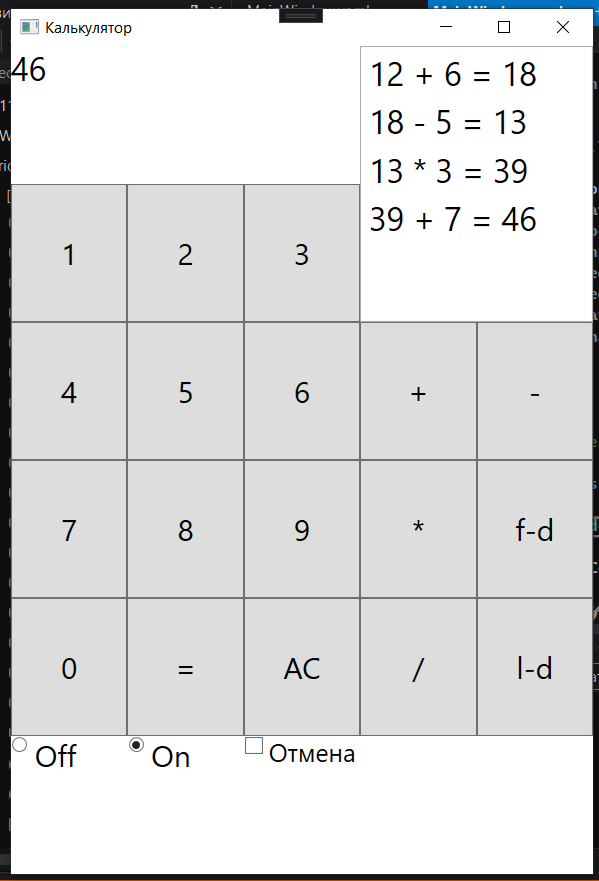 Калькулятор
46
12 + 6 = 18
18 - 5 = 13
13 * 3 = 39
39 + 7 = 46
1 2 3
4 5 6 + -
7 8 9 * f-d
0 = AC / l-d
Off On Отмена